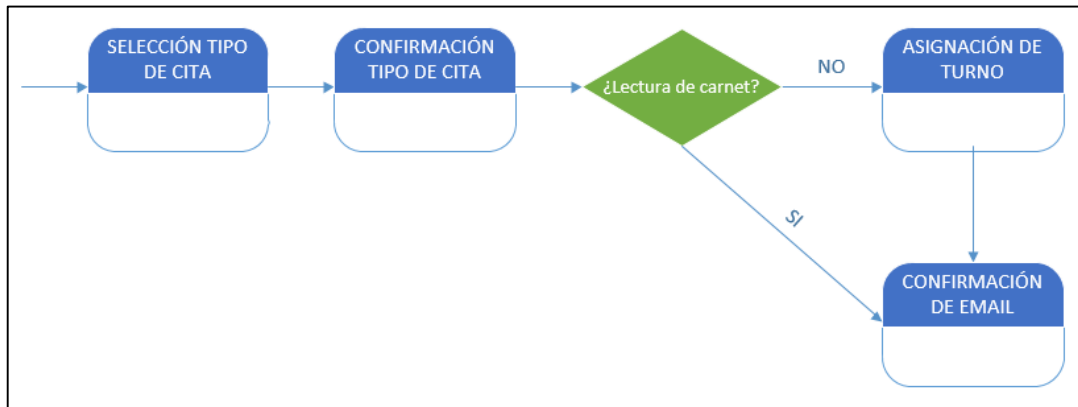 SELECCIÓN TIPO
DE CITA
CONFIRMACIÓN
TIPO DE CITA
¿Lectura de carnet?
NO
ASIGNACIÓN DE
TURNO
SI
CONFIRMACIÓN
DE EMAIL